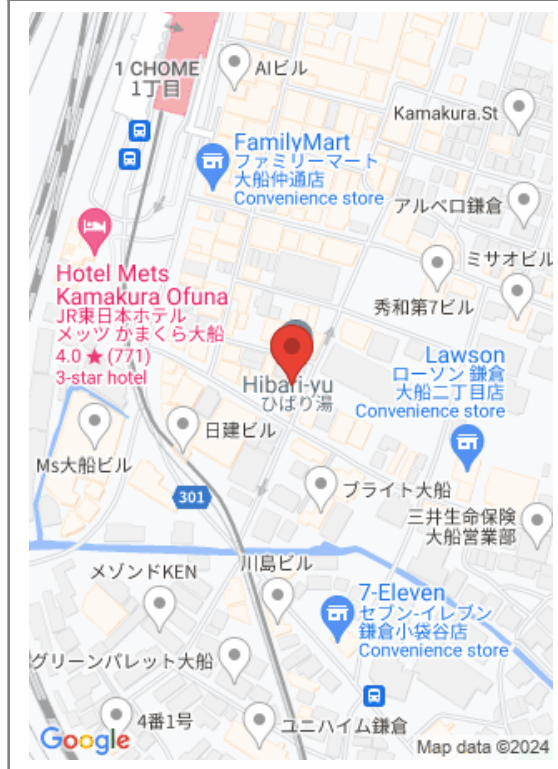 1 CHOME
1丁目
AIビル
Kamakura.St
FamilyMart
ファミリーマート
大船仲通店
Convenience store
アルベロ鎌倉
ミサオビル
Hotel Mets
Kamakura Ofuna
JR東日本ホテル
メッツ かまくら大船
4.0 ★ (771)
3-star hotel
秀和第7ビル
Lawson
ローソン 鎌倉
大船二丁目店
Convenience store
Hibari-yu
ひばり湯
日建ビル
Ms大船ビル
301
ブライト大船
三井生命保険
大船営業部
川島ビル
メゾンドKEN
7-Eleven
セブン-イレブン
鎌倉小袋谷店
Convenience store
グリーンパレット大船
4番1号
ユニハイム鎌倉
Google
Map data ©2024